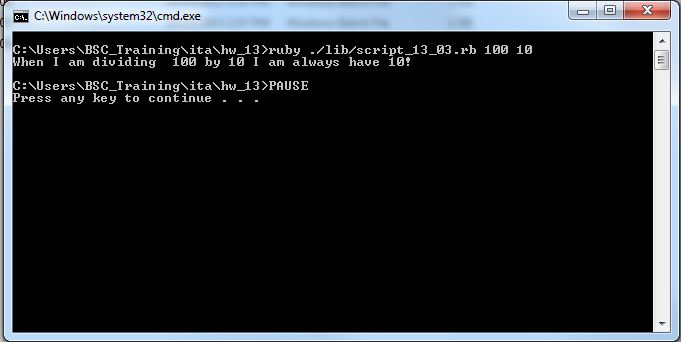 C:\Windows\system32\cmd.exe
C:\Users\BSC_Training\ita\hw_13>ruby ./lib/script_13_03.rb 100 10
When I am dividing  100 by 10 I am always have 10!
C:\Users\BSC_Training\ita\hw_13>PAUSE
Press any key to continue . . .